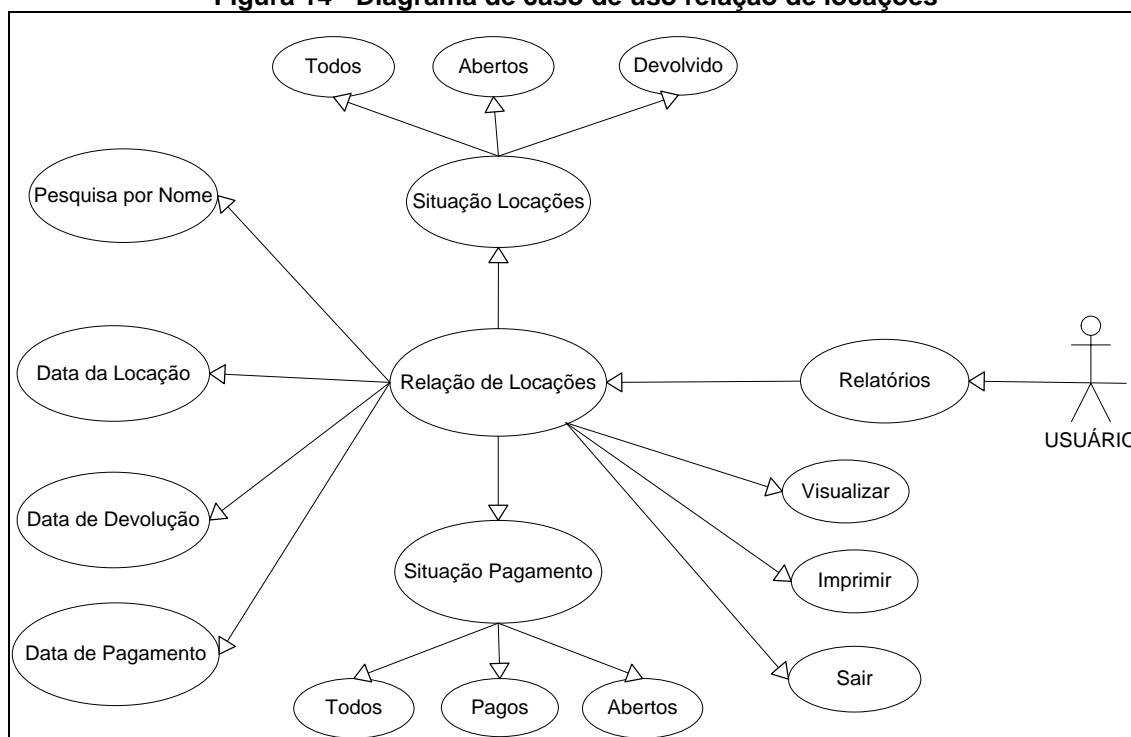 Figura 14 - Diagrama de caso de uso relação de locações
Todos
Abertos
Devolvido
Pesquisa por Nome
Situação Locações
Data da Locação
Relação de Locações
Relatórios
USUÁRIO
Visualizar
Data de Devolução
Situação Pagamento
Imprimir
Data de Pagamento
Sair
Todos
Pagos
Abertos